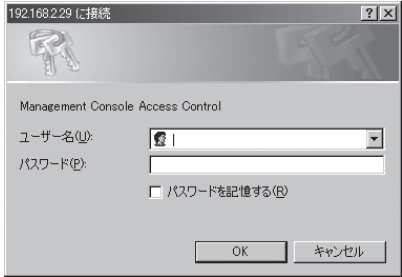 192.168.2.29 に接続
Management Console Access Control
ユーザー名(U):
パスワード(P):
パスワードを記憶する(R)
OK
キャンセル